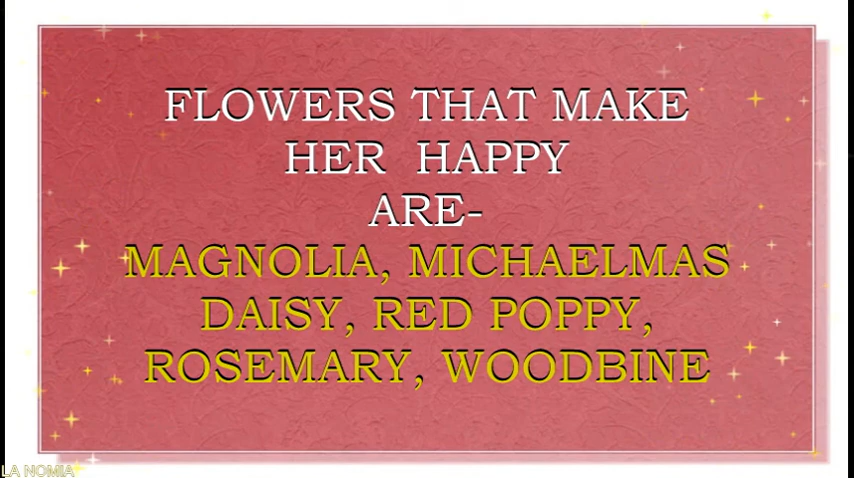 FLOWERS THAT MAKE
HER HAPPY
ARE-
MAGNOLIA, MICHAELMAS
DAISY, RED POPPY,
ROSEMARY, WOODBINE
LA NOMIA